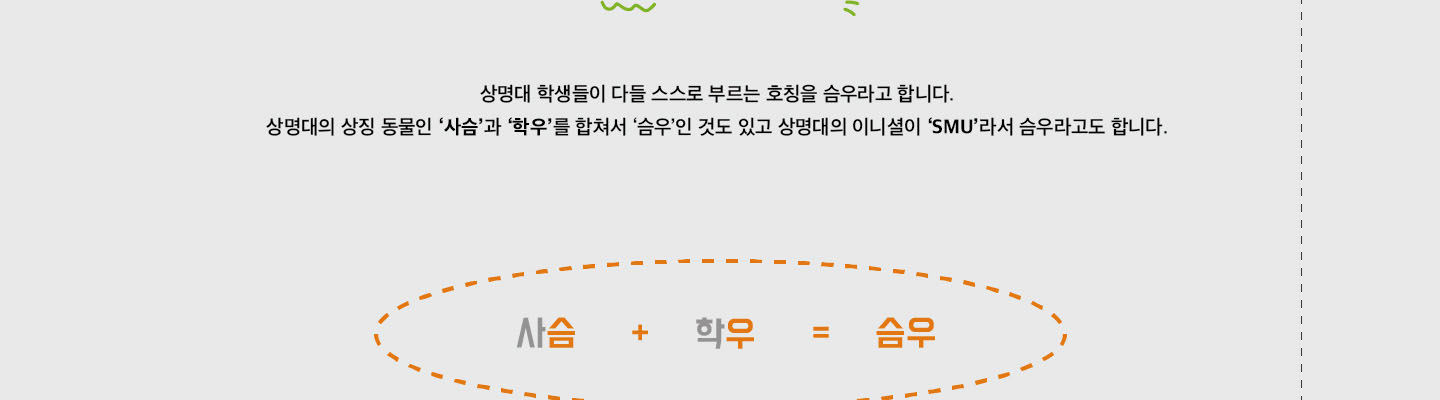 상명대 학생들이 다들 스스로 부르는 호칭을 슴우라고 합니다.
상명대의 상징 동물인 ‘사슴’과 ‘학우’를 합쳐서 ‘슴우’인 것도 있고 상명대의 이니셜이 ‘SMU’라서 슴우라고도 합니다.
사슴 + 학우 = 슴우